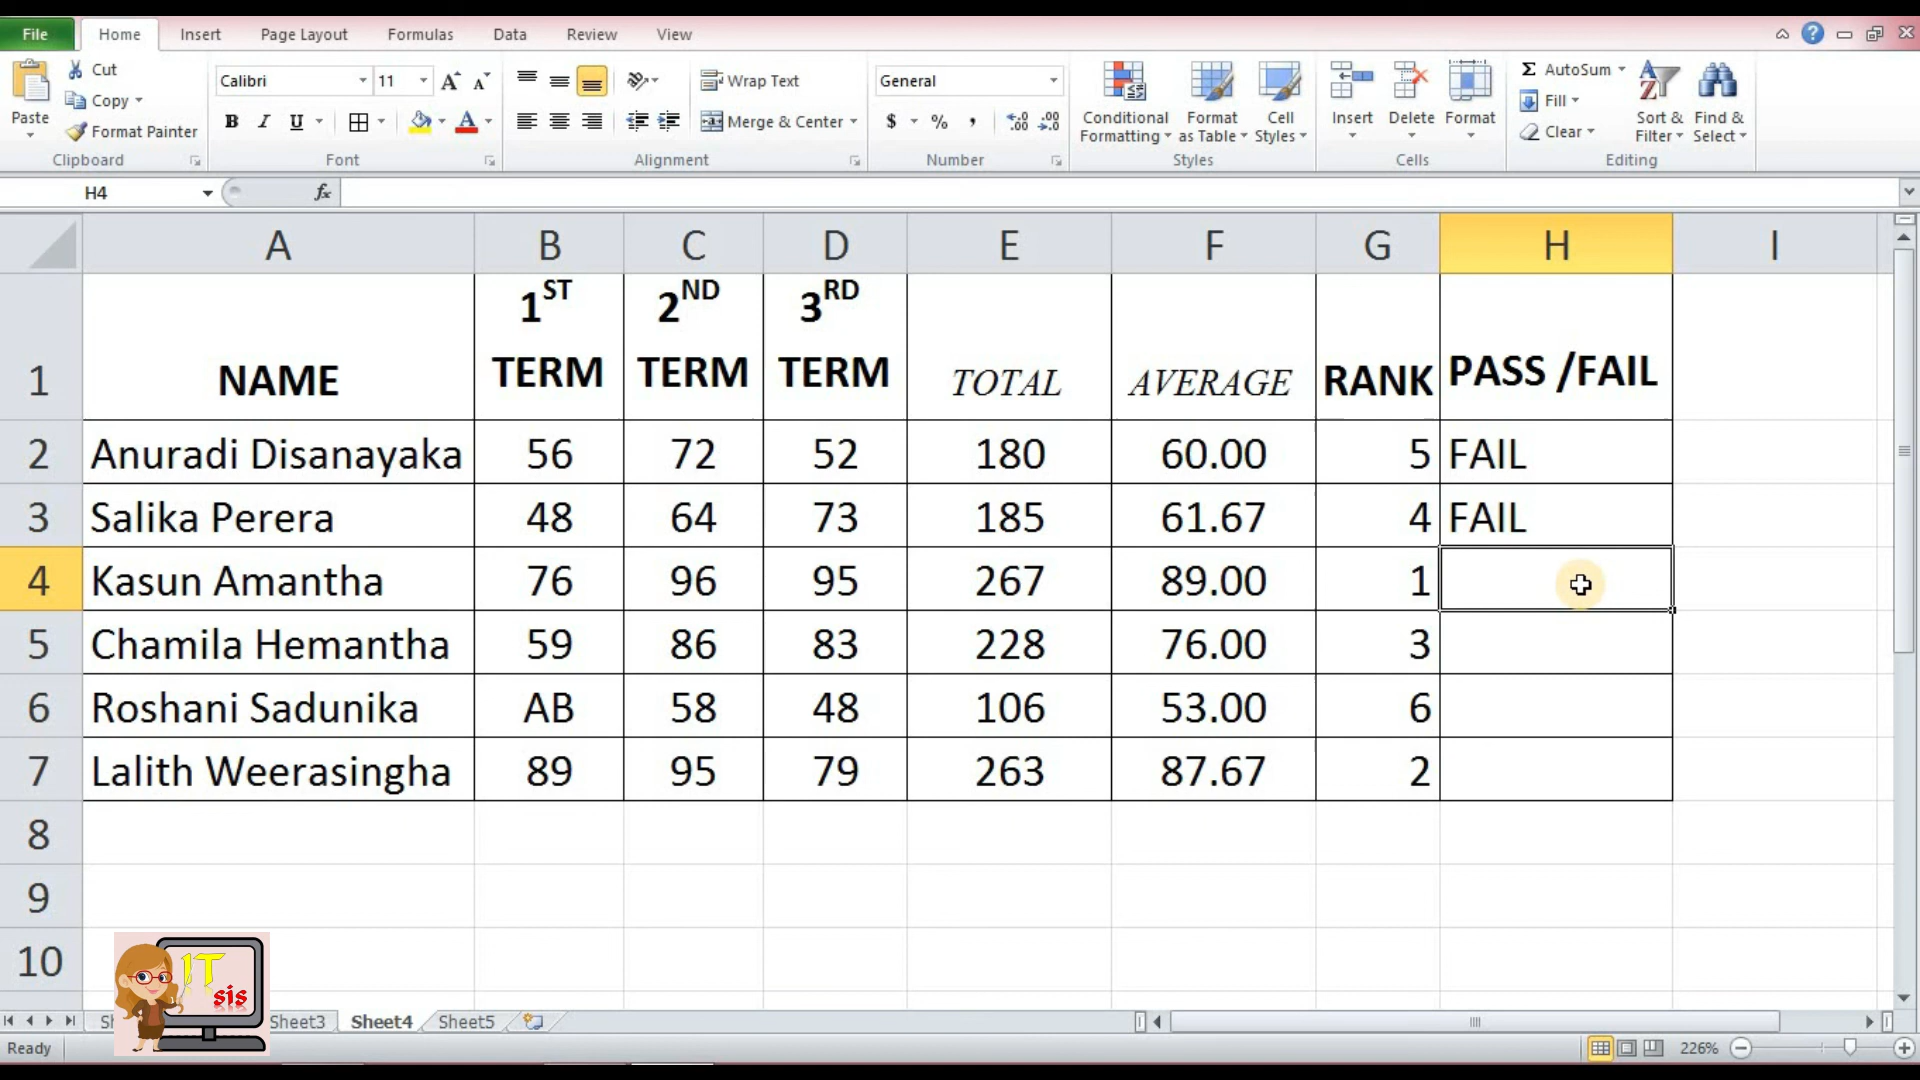 File Home Insert Page Layout Formulas Data Review View
Paste Cut Copy Format Painter Clipboard
Calibri 11 B I U Font
Wrap Text Merge & Center Alignment
General $ % , Number
Conditional Formatting Format as Table Cell Styles Styles
Insert Delete Format Cells
Σ AutoSum Fill Clear Sort & Filter Find & Select Editing
H4 fx
A B C D E F G H I
1 NAME 1ST TERM 2ND TERM 3RD TERM TOTAL AVERAGE RANK PASS /FAIL
2 Anuradi Disanayaka 56 72 52 180 60.00 5 FAIL
3 Salika Perera 48 64 73 185 61.67 4 FAIL
4 Kasun Amantha 76 96 95 267 89.00 1
5 Chamila Hemantha 59 86 83 228 76.00 3
6 Roshani Sadunika AB 58 48 106 53.00 6
7 Lalith Weerasingha 89 95 79 263 87.67 2
8
9
10
IT
sis
Sheet3 Sheet4 Sheet5
Ready 226%